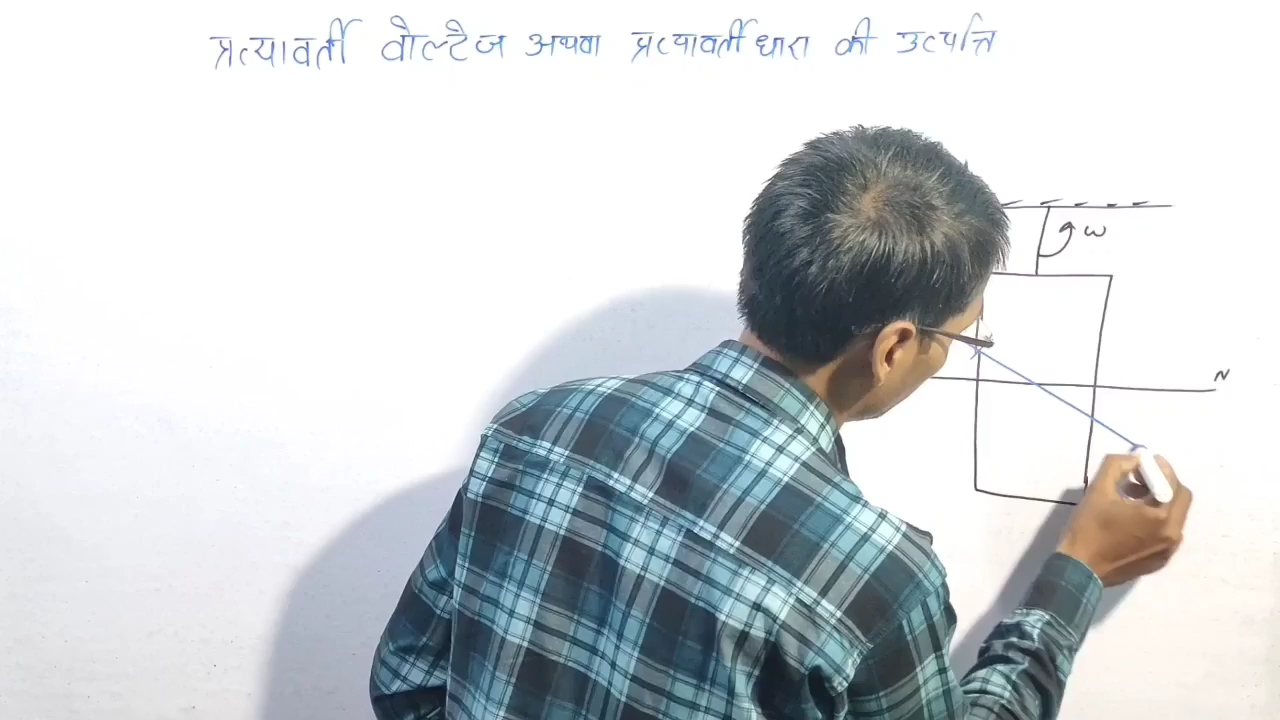 प्रत्यावर्ती वोल्टेज अथवा प्रत्यावर्ती धारा की उत्पत्ति
ω
N